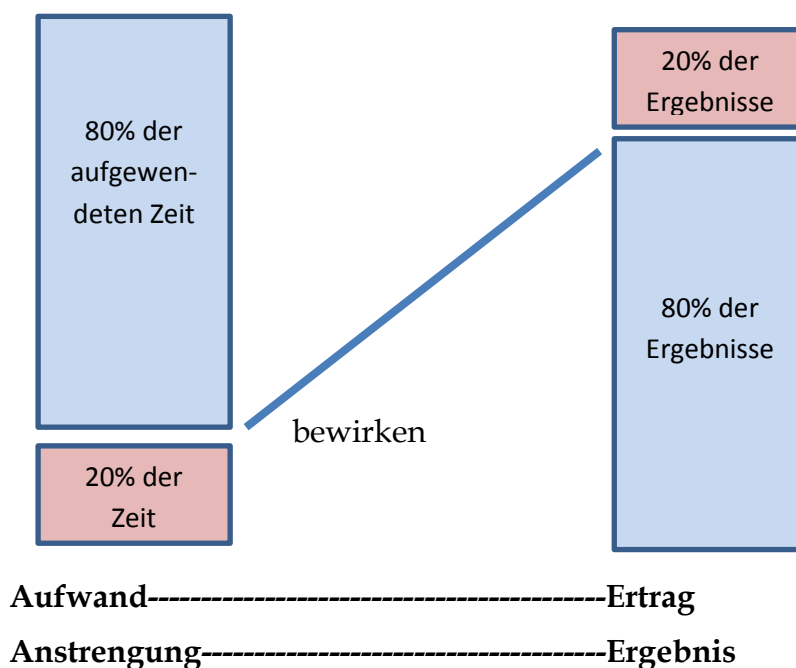 80% der
aufgewen-
deten Zeit
20% der
Zeit
bewirken
20% der
Ergebnisse
80% der
Ergebnisse
Aufwand-------------------------------------------Ertrag
Anstrengung--------------------------------------Ergebnis